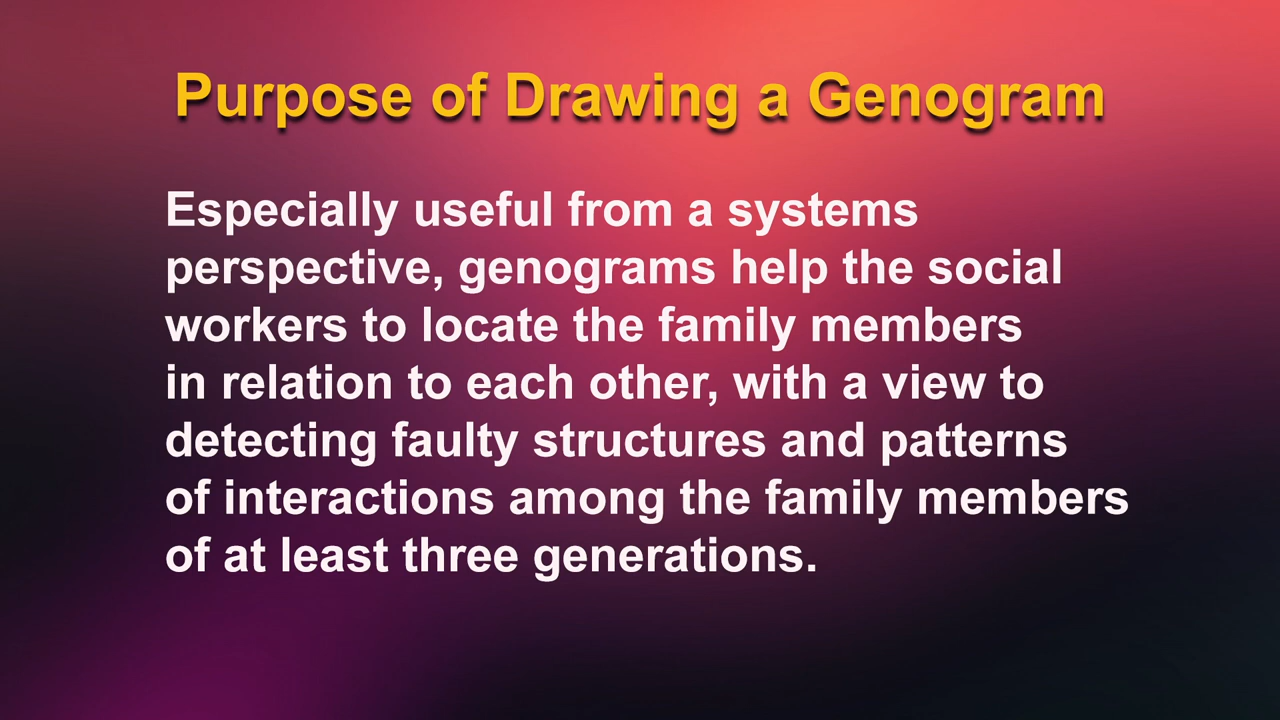 Purpose of Drawing a Genogram
Especially useful from a systems
perspective, genograms help the social
workers to locate the family members
in relation to each other, with a view to
detecting faulty structures and patterns
of interactions among the family members
of at least three generations.